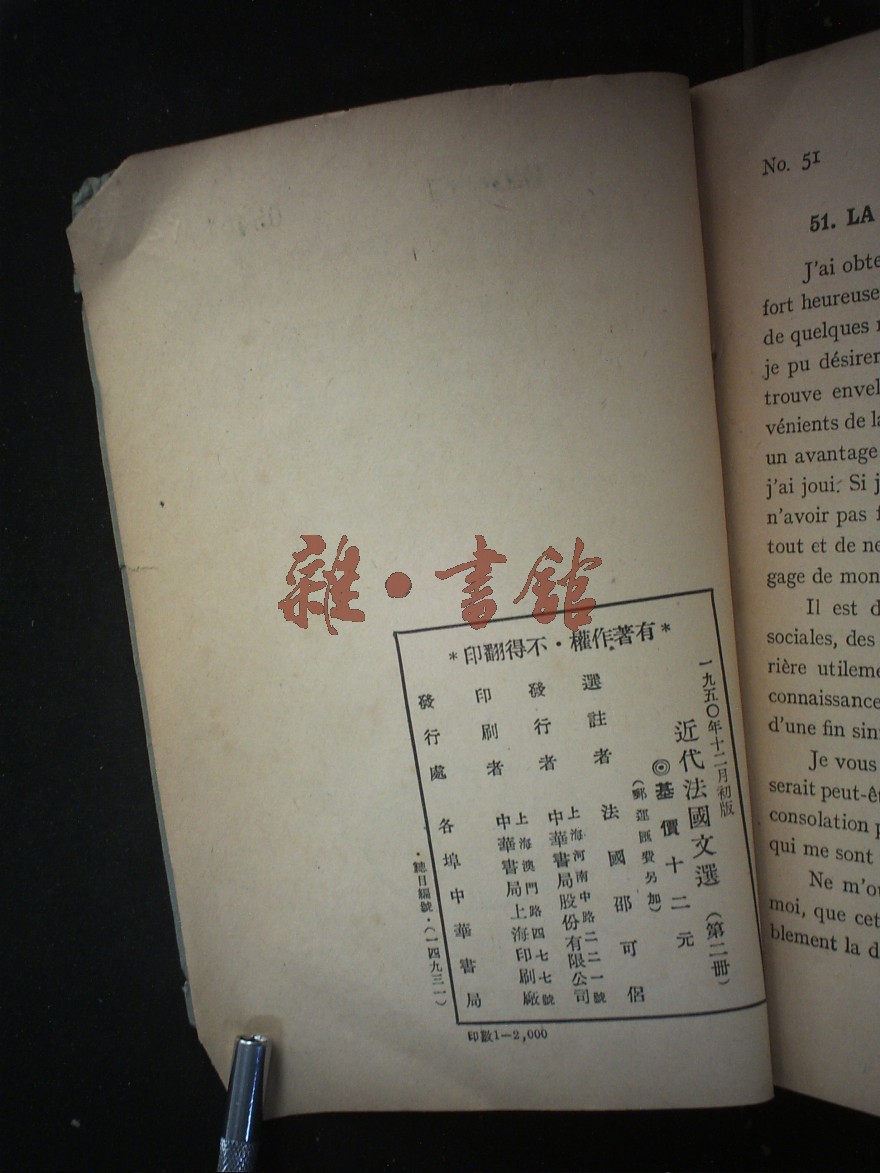 雜·書館
*有著作權·不得翻印*
一九五〇年十二月初版
近代法國文選（第二冊）
◎基價十二元
（郵運匯費另加）
選註者 法國邵可侶
發行者 中華書局股份有限公司
上海河南中路二二一號
印刷者 中華書局上海印刷廠
上海澳門路四七七號
發行處 各埠中華書局
·總目編號·（一四九三一）
印數1—2,000
No. 51
51. LA
J'ai obte
fort heureuse
de quelques
je pu désirer
trouve envel
vénients de la
un avantage
j'ai joui. Si j
n'avoir pas
tout et de ne
gage de mon
Il est d
sociales, des
rière utileme
connaissance
d'une fin sin
Je vous
serait peut-êt
consolation p
qui me sont
Ne m'ou
moi, que cet
blement la d